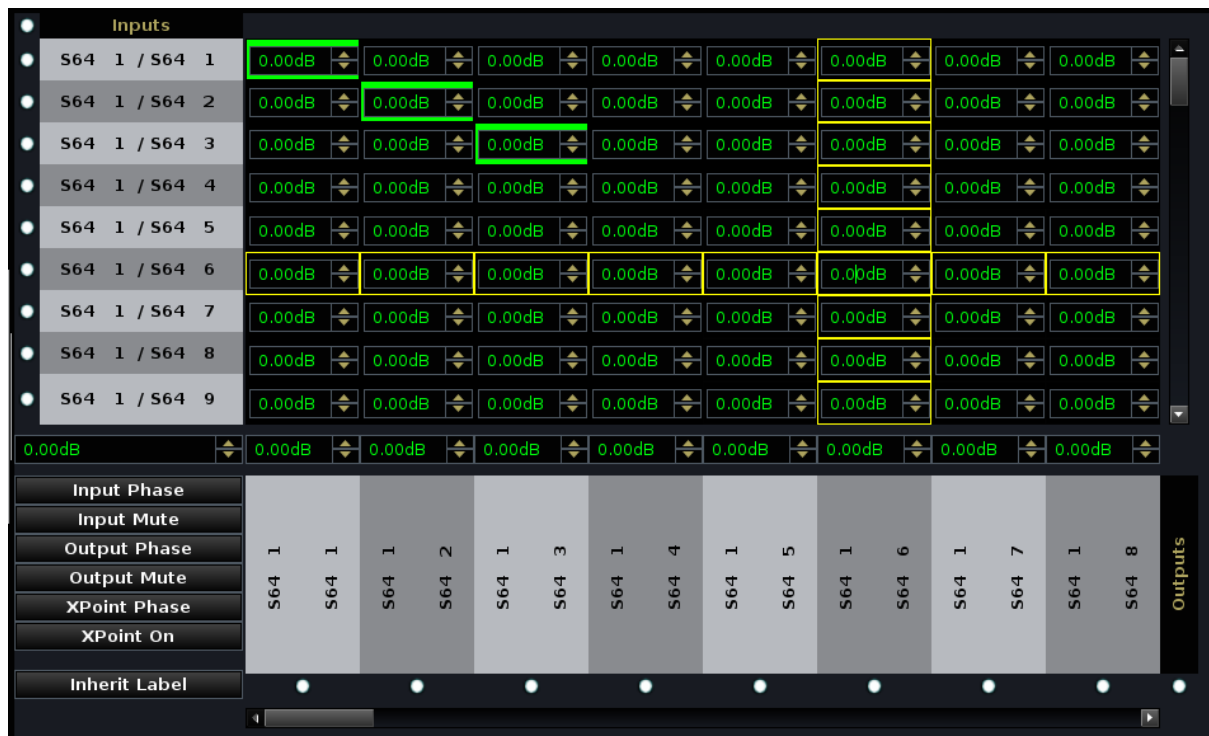 Inputs
S64 1 / S64 1 0.00dB 0.00dB 0.00dB 0.00dB 0.00dB 0.00dB 0.00dB 0.00dB
S64 1 / S64 2 0.00dB 0.00dB 0.00dB 0.00dB 0.00dB 0.00dB 0.00dB 0.00dB
S64 1 / S64 3 0.00dB 0.00dB 0.00dB 0.00dB 0.00dB 0.00dB 0.00dB 0.00dB
S64 1 / S64 4 0.00dB 0.00dB 0.00dB 0.00dB 0.00dB 0.00dB 0.00dB 0.00dB
S64 1 / S64 5 0.00dB 0.00dB 0.00dB 0.00dB 0.00dB 0.00dB 0.00dB 0.00dB
S64 1 / S64 6 0.00dB 0.00dB 0.00dB 0.00dB 0.00dB 0.00dB 0.00dB 0.00dB
S64 1 / S64 7 0.00dB 0.00dB 0.00dB 0.00dB 0.00dB 0.00dB 0.00dB 0.00dB
S64 1 / S64 8 0.00dB 0.00dB 0.00dB 0.00dB 0.00dB 0.00dB 0.00dB 0.00dB
S64 1 / S64 9 0.00dB 0.00dB 0.00dB 0.00dB 0.00dB 0.00dB 0.00dB 0.00dB
0.00dB 0.00dB 0.00dB 0.00dB 0.00dB 0.00dB 0.00dB 0.00dB 0.00dB
Input Phase
Input Mute
Output Phase
Output Mute
XPoint Phase
XPoint On
Inherit Label
S64 1
S64 1
S64 1
S64 2
S64 1
S64 3
S64 1
S64 4
S64 1
S64 5
S64 1
S64 6
S64 1
S64 7
S64 1
S64 8
Outputs